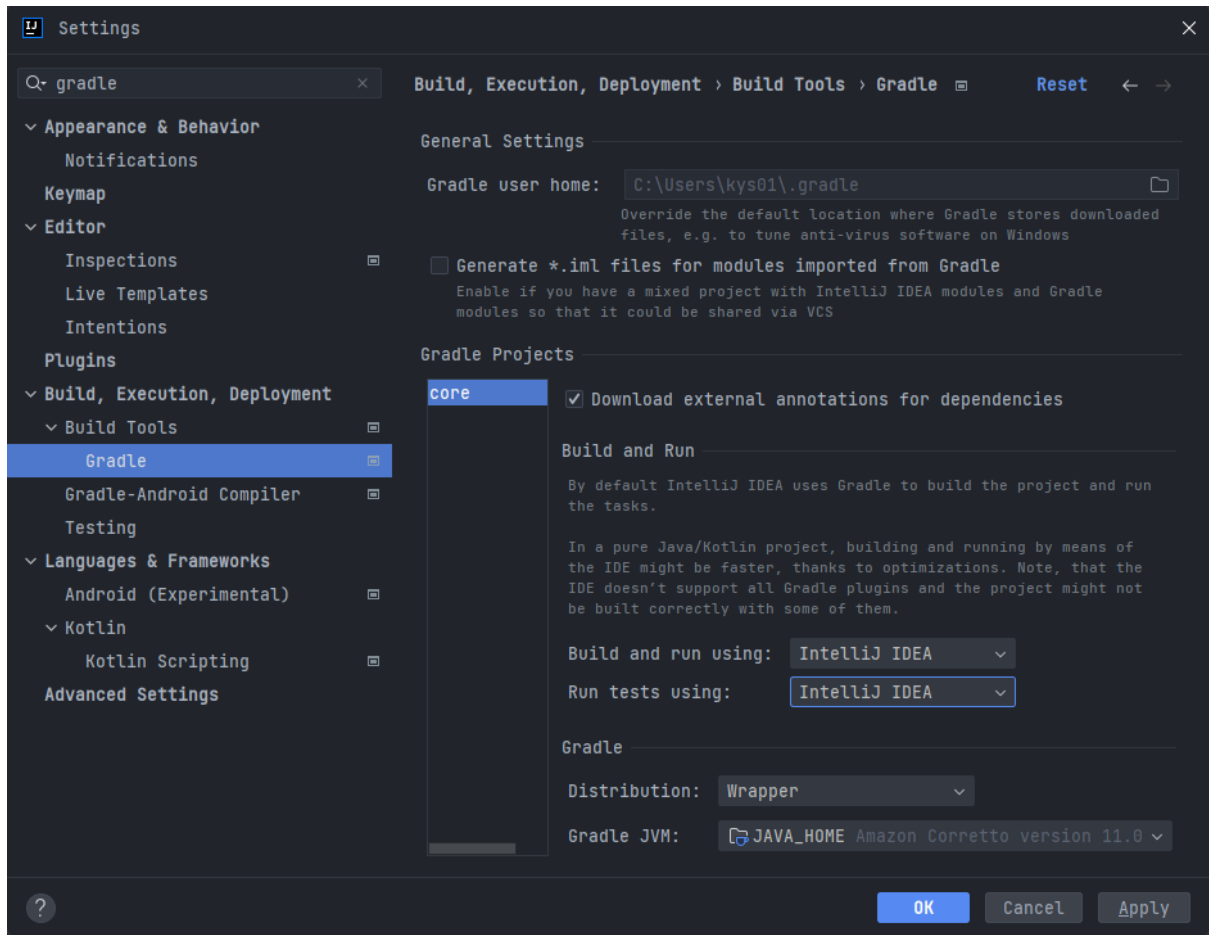 Settings
gradle
Appearance & Behavior
Notifications
Keymap
Editor
Inspections
Live Templates
Intentions
Plugins
Build, Execution, Deployment
Build Tools
Gradle
Gradle-Android Compiler
Testing
Languages & Frameworks
Android (Experimental)
Kotlin
Kotlin Scripting
Advanced Settings
Build, Execution, Deployment › Build Tools › Gradle
Reset
General Settings
Gradle user home: C:\Users\kys01\.gradle
Override the default location where Gradle stores downloaded
files, e.g. to tune anti-virus software on Windows
Generate *.iml files for modules imported from Gradle
Enable if you have a mixed project with IntelliJ IDEA modules and Gradle
modules so that it could be shared via VCS
Gradle Projects
core
Download external annotations for dependencies
Build and Run
By default IntelliJ IDEA uses Gradle to build the project and run
the tasks.
In a pure Java/Kotlin project, building and running by means of
the IDE might be faster, thanks to optimizations. Note, that the
IDE doesn't support all Gradle plugins and the project might not
be built correctly with some of them.
Build and run using: IntelliJ IDEA
Run tests using: IntelliJ IDEA
Gradle
Distribution: Wrapper
Gradle JVM: JAVA_HOME Amazon Corretto version 11.0
?
OK
Cancel
Apply